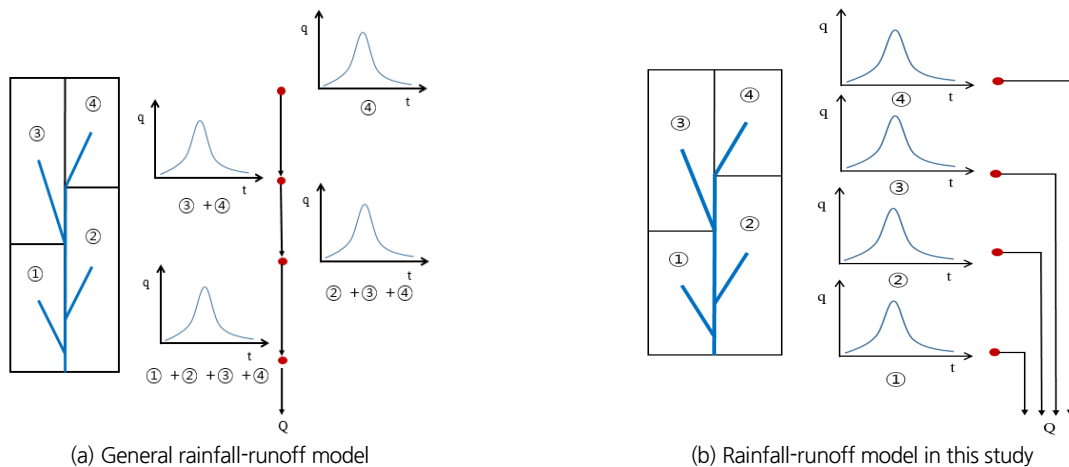 q
④
t
q
③ +④
t
q
② +③ +④
t
q
① +② +③ +④
t
④
③
②
①
Q
(a) General rainfall-runoff model
④
③
②
①
q
t
④
q
t
③
q
t
②
q
t
①
Q
(b) Rainfall-runoff model in this study